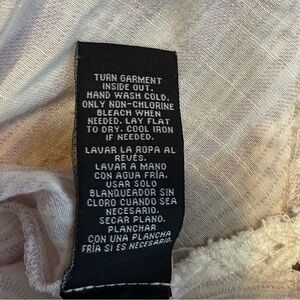 TURN GARMENT
INSIDE OUT.
HAND WASH COLD.
ONLY NON-CHLORINE
BLEACH WHEN
NEEDED. LAY FLAT
TO DRY. COOL IRON
IF NEEDED.
LAVAR LA ROPA AL
REVÉS.
LAVAR A MANO
CON AGUA FRÍA.
USAR SOLO
BLANQUEADOR SIN
CLORO CUANDO SEA
NECESARIO.
SECAR PLANO.
PLANCHAR
CON UNA PLANCHA
FRÍA SI ES NECESARIO.